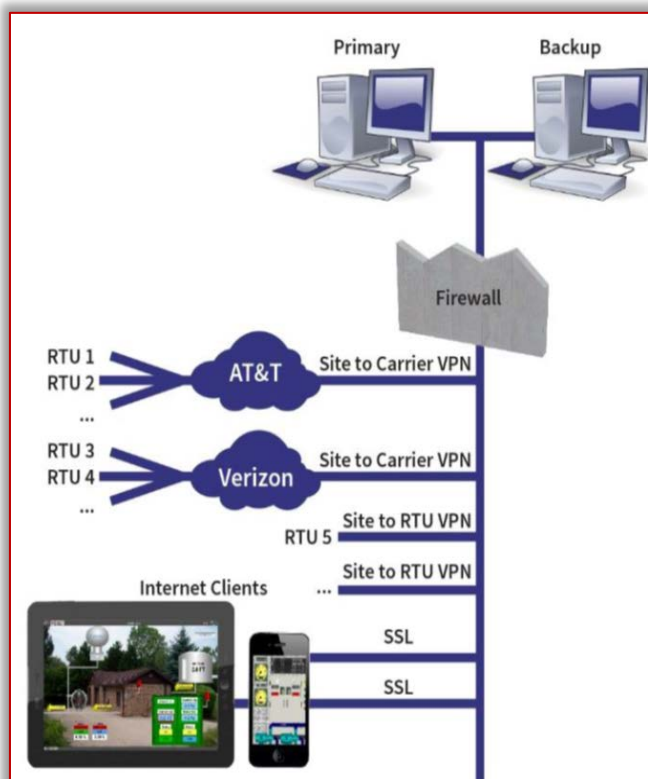 Primary
Backup
Firewall
RTU 1
RTU 2
...
AT&T
Site to Carrier VPN
RTU 3
RTU 4
...
Verizon
Site to Carrier VPN
Site to RTU VPN
RTU 5
Site to RTU VPN
...
Internet Clients
SSL
SSL